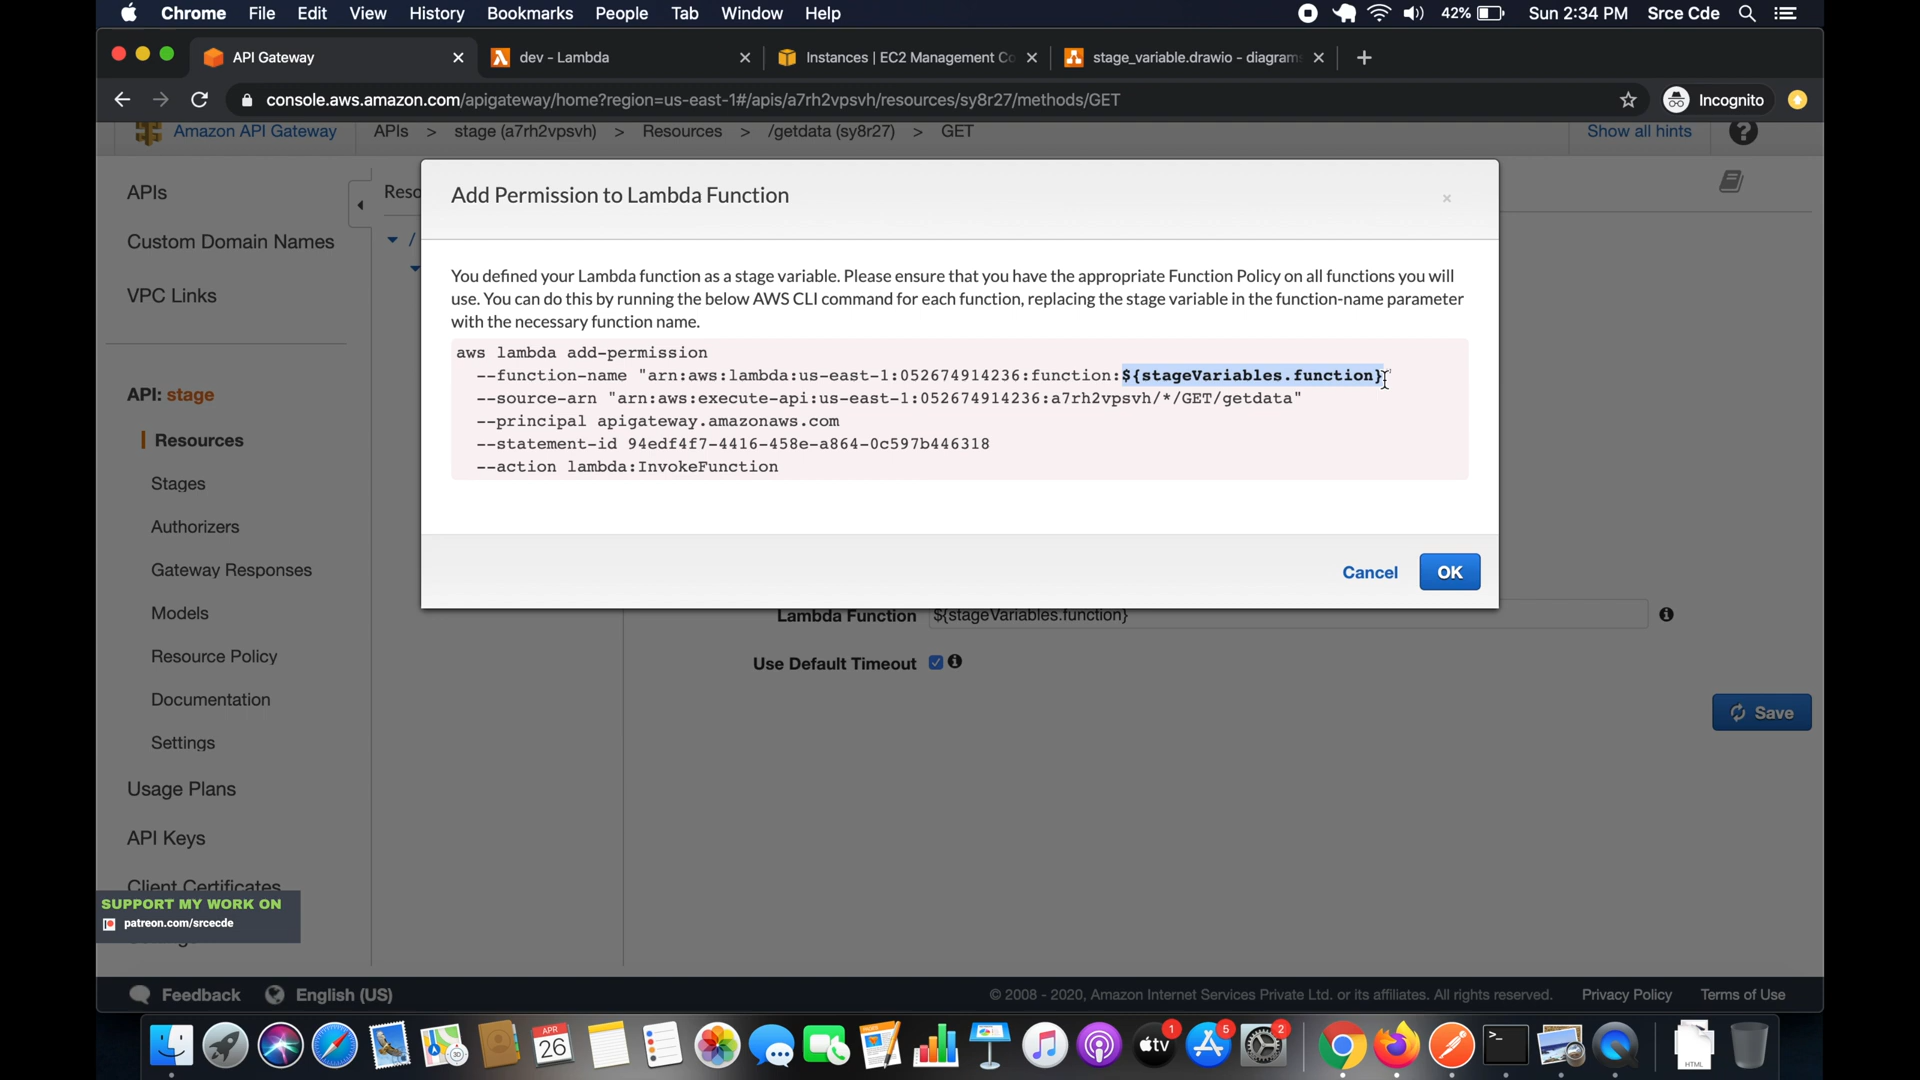 Chrome File Edit View History Bookmarks People Tab Window Help 42% Sun 2:34 PM Srce Cde
API Gateway dev - Lambda Instances | EC2 Management Co stage_variable.drawio - diagrams
console.aws.amazon.com/apigateway/home?region=us-east-1#/apis/a7rh2vpsvh/resources/sy8r27/methods/GET Incognito
Amazon API Gateway APIs > stage (a7rh2vpsvh) > Resources > /getdata (sy8r27) > GET Show all hints ?
APIs
Custom Domain Names
VPC Links
API: stage
Resources
Stages
Authorizers
Gateway Responses
Models
Resource Policy
Documentation
Settings
Usage Plans
API Keys
Client Certificates
SUPPORT MY WORK ON
patreon.com/srcecde
Reso
/
Add Permission to Lambda Function
×
You defined your Lambda function as a stage variable. Please ensure that you have the appropriate Function Policy on all functions you will
use. You can do this by running the below AWS CLI command for each function, replacing the stage variable in the function-name parameter
with the necessary function name.
aws lambda add-permission
--function-name "arn:aws:lambda:us-east-1:052674914236:function:${stageVariables.function}"
--source-arn "arn:aws:execute-api:us-east-1:052674914236:a7rh2vpsvh/*/GET/getdata"
--principal apigateway.amazonaws.com
--statement-id 94edf4f7-4416-458e-a864-0c597b446318
--action lambda:InvokeFunction
Cancel OK
Lambda Function ${stageVariables.function}
Use Default Timeout
Save
Feedback English (US) © 2008 - 2020, Amazon Internet Services Private Ltd. or its affiliates. All rights reserved. Privacy Policy Terms of Use
APR
26
tv
1
5
2
HTML